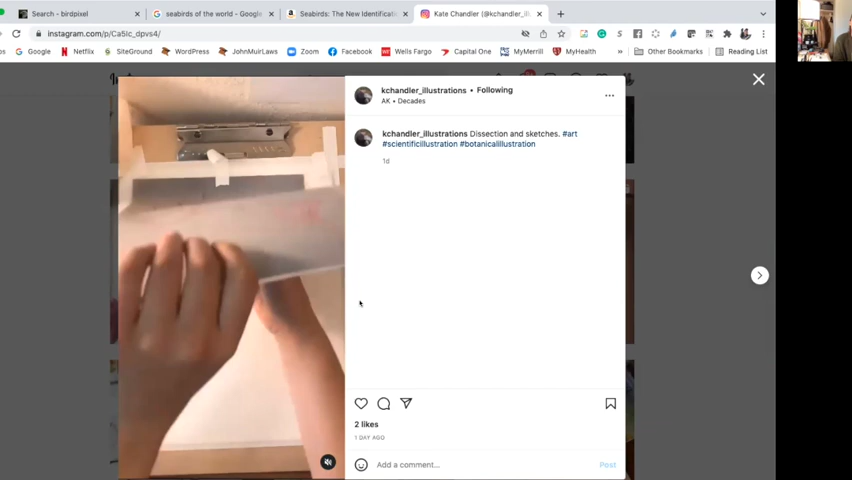 Search - birdpixel
seabirds of the world - Google
Seabirds: The New Identificat
Kate Chandler (@kchandler_ill
instagram.com/p/Ca5lc_dpvs4/
Google
Netflix
SiteGround
WordPress
JohnMuirLaws
Zoom
Facebook
Wells Fargo
Capital One
MyMerrill
MyHealth
»
Other Bookmarks
Reading List
kchandler_illustrations • Following
AK • Decades
kchandler_illustrations Dissection and sketches. #art
#scientificillustration #botanicalillustration
1d
2 likes
1 DAY AGO
Add a comment...
Post